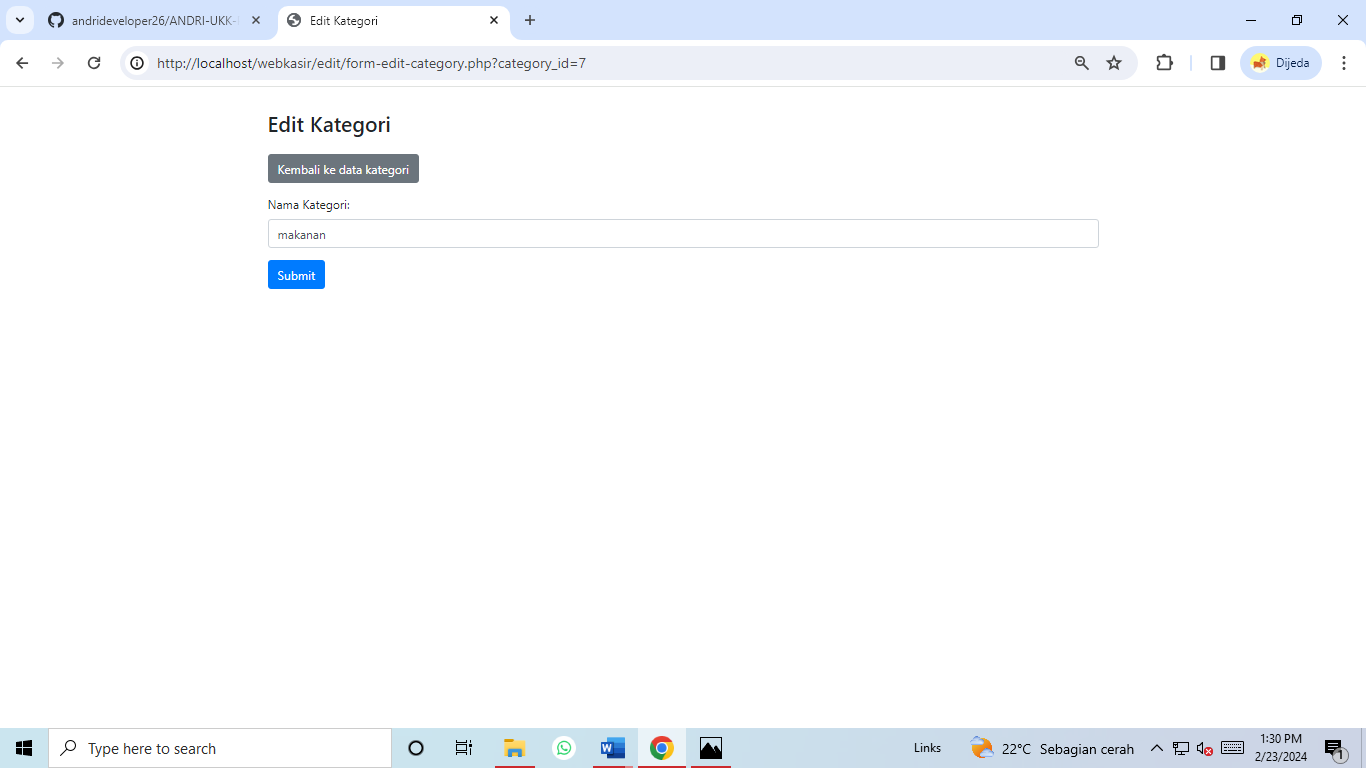 andrideveloper26/ANDRI-UKK-
Edit Kategori
http://localhost/webkasir/edit/form-edit-category.php?category_id=7
Dijeda
Edit Kategori
Kembali ke data kategori
Nama Kategori:
makanan
Submit
Type here to search
Links
22°C Sebagian cerah
1:30 PM
2/23/2024
1